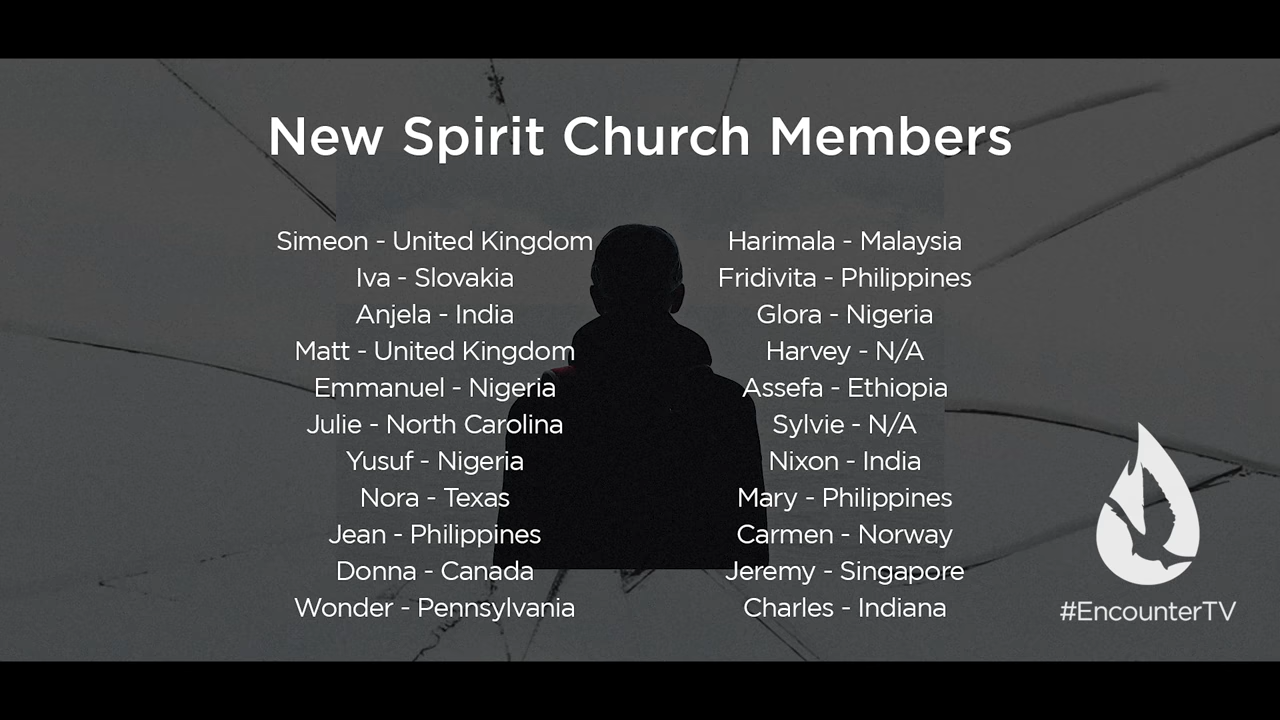 New Spirit Church Members
Simeon - United Kingdom
Iva - Slovakia
Anjela - India
Matt - United Kingdom
Emmanuel - Nigeria
Julie - North Carolina
Yusuf - Nigeria
Nora - Texas
Jean - Philippines
Donna - Canada
Wonder - Pennsylvania
Harimala - Malaysia
Fridivita - Philippines
Glora - Nigeria
Harvey - N/A
Assefa - Ethiopia
Sylvie - N/A
Nixon - India
Mary - Philippines
Carmen - Norway
Jeremy - Singapore
Charles - Indiana
#EncounterTV